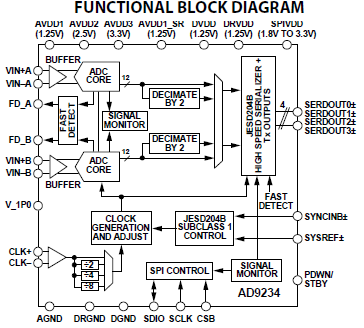 FUNCTIONAL BLOCK DIAGRAM
AVDD1 AVDD2 AVDD3 AVDD1_SR DVDD DRVDD SPIVDD
(1.25V) (2.5V) (3.3V) (1.25V) (1.25V) (1.25V) (1.8V TO 3.3V)
BUFFER
VIN+A
VIN–A
ADC
CORE
12
DECIMATE
BY 2
FD_A
FAST
DETECT
SIGNAL
MONITOR
FD_B
DECIMATE
BY 2
VIN+B
VIN–B
ADC
CORE
12
BUFFER
JESD204B
HIGH SPEED SERIALIZER +
Tx OUTPUTS
4
SERDOUT0±
SERDOUT1±
SERDOUT2±
SERDOUT3±
FAST
DETECT
V_1P0
CLOCK
GENERATION
AND ADJUST
JESD204B
SUBCLASS 1
CONTROL
SYNCINB±
SYSREF±
CLK+
CLK–
÷2
÷4
÷8
SPI CONTROL
SIGNAL
MONITOR
PDWN/
STBY
AD9234
AGND DRGND DGND SDIO SCLK CSB